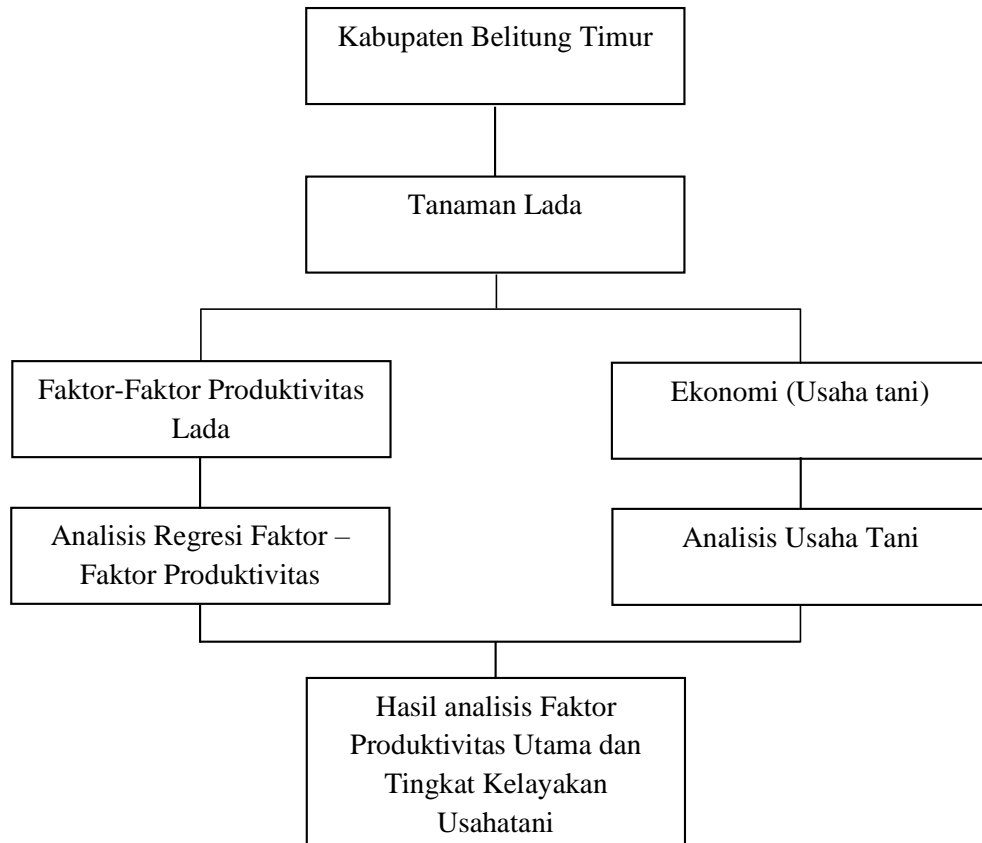 Kabupaten Belitung Timur
Tanaman Lada
Faktor-Faktor Produktivitas
Lada
Ekonomi (Usaha tani)
Analisis Regresi Faktor –
Faktor Produktivitas
Analisis Usaha Tani
Hasil analisis Faktor
Produktivitas Utama dan
Tingkat Kelayakan
Usahatani